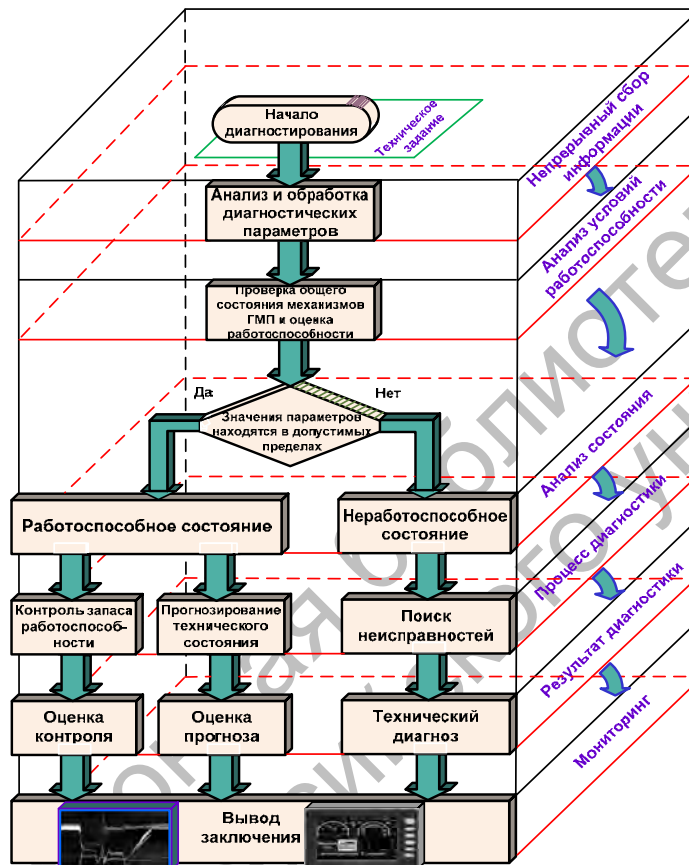 Начало
диагностирования
Техническое
задание
Непрерывный сбор
информации
Анализ и обработка
диагностических
параметров
Анализ условий
работоспособности
Проверка общего
состояния механизмов
ГМП и оценка
работоспособности
Да
Нет
Значения параметров
находятся в допустимых
пределах
Анализ состояния
Работоспособное состояние
Неработоспособное
состояние
Процесс диагностики
Контроль запаса
работоспособ-
ности
Прогнозирование
технического
состояния
Поиск
неисправностей
Результат диагностики
Оценка
контроля
Оценка
прогноза
Технический
диагноз
Мониторинг
Вывод
заключения